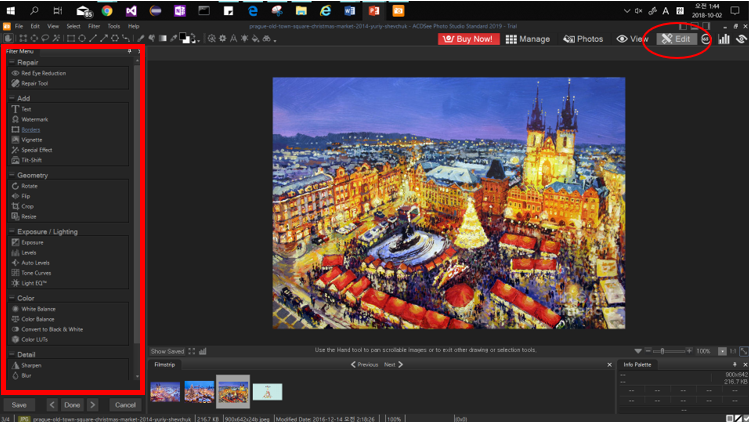 85
A
오전 1:44
2018-10-02
File Edit View Select Filter Tools Help
prague-old-town-square-christmas-market-2014-yuriy-shevchuk - ACDSee Photo Studio Standard 2019 - Trial
Buy Now! Manage Photos View Edit
Filter Menu
Repair
Red Eye Reduction
Repair Tool
Add
Text
Watermark
Borders
Vignette
Special Effect
Tilt-Shift
Geometry
Rotate
Flip
Crop
Resize
Exposure / Lighting
Exposure
Levels
Auto Levels
Tone Curves
Light EQ™
Color
White Balance
Color Balance
Convert to Black & White
Color LUTs
Detail
Sharpen
Blur
Save Done Cancel
Show Saved
Use the Hand tool to pan scrollable images or to exit other drawing or selection tools.
100% 1:1
Filmstrip Previous Next
Info Palette
900x642
216.7 KB
3/4 JPG prague-old-town-square-christmas-market-2014-yuriy-shevchuk 216.7 KB 900x642x24b jpeg Modified Date: 2016-12-14 오후 2:18:26 100% (0x0)